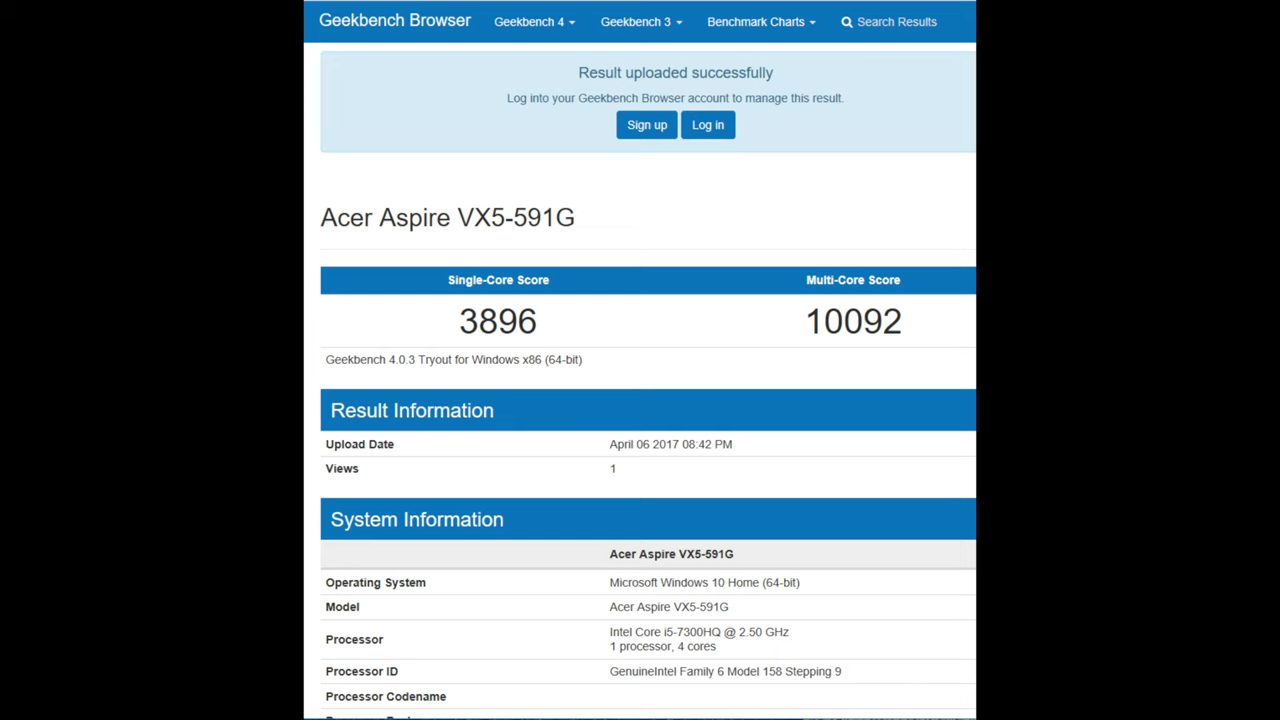 Geekbench Browser Geekbench 4 Geekbench 3 Benchmark Charts Search Results
Result uploaded successfully
Log into your Geekbench Browser account to manage this result.
Sign up Log in
Acer Aspire VX5-591G
Single-Core Score Multi-Core Score
3896 10092
Geekbench 4.0.3 Tryout for Windows x86 (64-bit)
Result Information
Upload Date April 06 2017 08:42 PM
Views 1
System Information
Acer Aspire VX5-591G
Operating System Microsoft Windows 10 Home (64-bit)
Model Acer Aspire VX5-591G
Processor Intel Core i5-7300HQ @ 2.50 GHz
1 processor, 4 cores
Processor ID GenuineIntel Family 6 Model 158 Stepping 9
Processor Codename